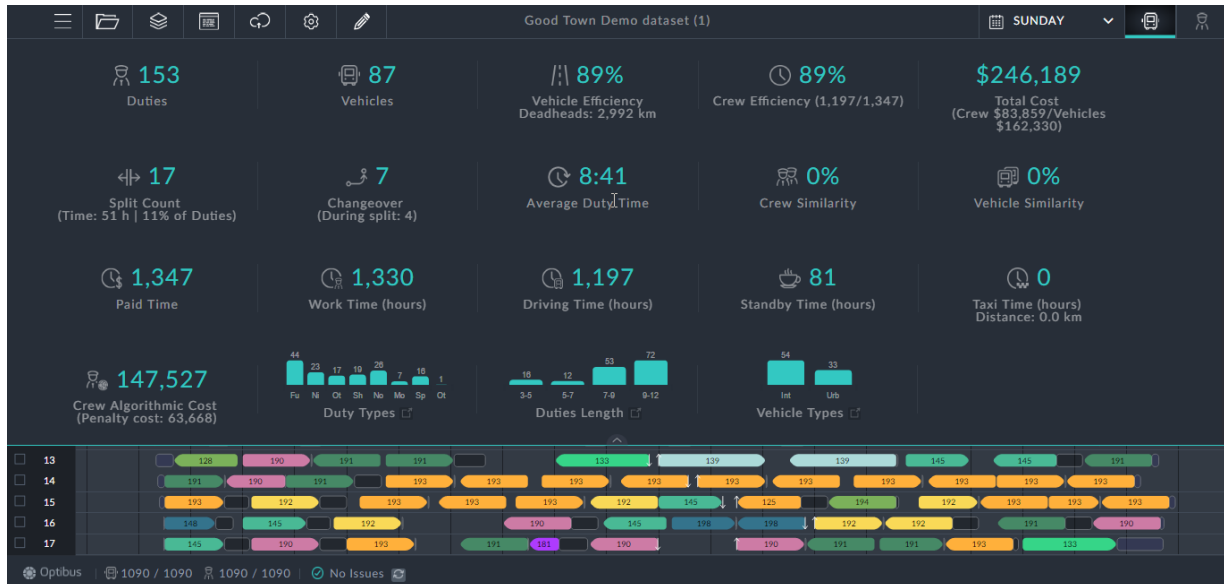 Good Town Demo dataset (1)
SUNDAY
153
Duties
87
Vehicles
89%
Vehicle Efficiency
Deadheads: 2,992 km
89%
Crew Efficiency (1,197/1,347)
$246,189
Total Cost
(Crew $83,859/Vehicles
$162,330)
17
Split Count
(Time: 51 h | 11% of Duties)
7
Changeover
(During split: 4)
8:41
Average Duty Time
0%
Crew Similarity
0%
Vehicle Similarity
1,347
Paid Time
1,330
Work Time (hours)
1,197
Driving Time (hours)
81
Standby Time (hours)
0
Taxi Time (hours)
Distance: 0.0 km
147,527
Crew Algorithmic Cost
(Penalty cost: 63,668)
44 23 17 19 26 7 16 1
Fu Ni Ot Sh No Mo Sp Ot
Duty Types
16 12 53 72
3-5 5-7 7-9 9-12
Duties Length
54 33
Int Urb
Vehicle Types
13 128 190 191 191 133 139 139 145 145 191
14 191 190 191 193 193 193 193 193 193 193 193 193
15 193 192 193 193 193 192 145 125 194 192 193 193 193
16 148 145 192 190 145 198 198 192 192 191 190
17 145 190 193 191 181 190 190 191 191 193 133
Optibus 1090 / 1090 1090 / 1090 No Issues